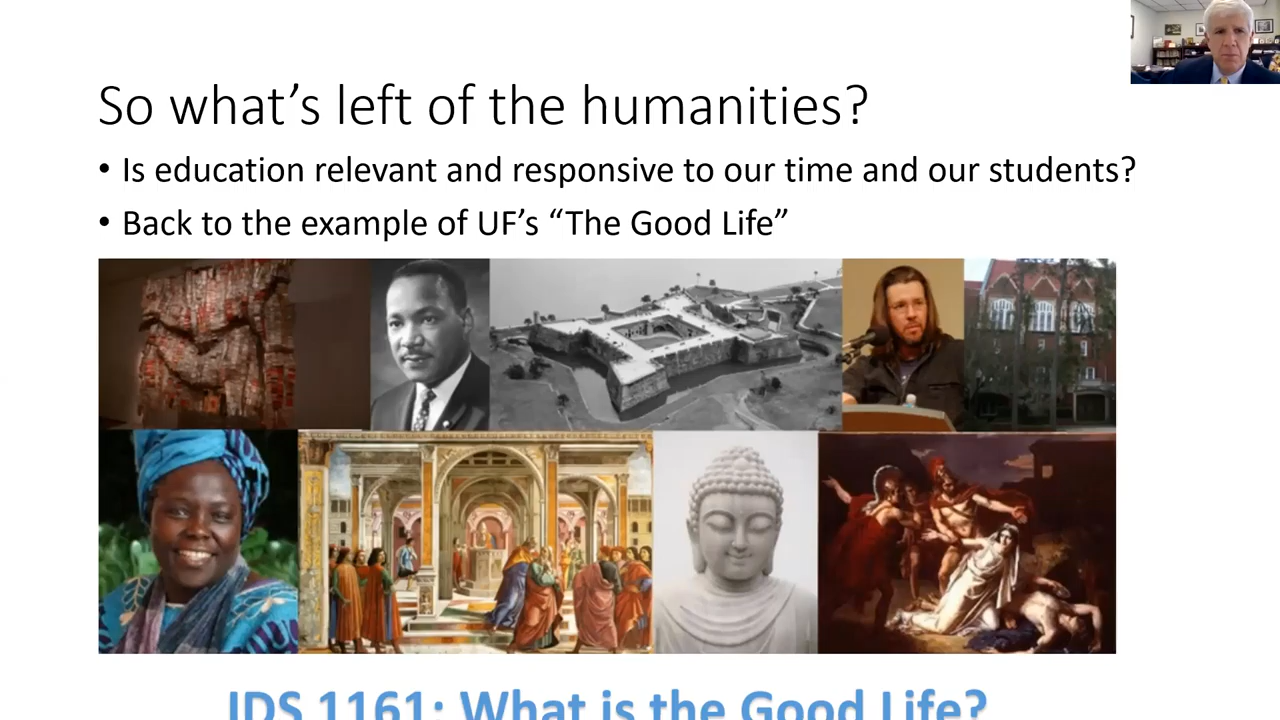 So what’s left of the humanities?
• Is education relevant and responsive to our time and our students?
• Back to the example of UF’s “The Good Life”
IDS 1161: What is the Good Life?